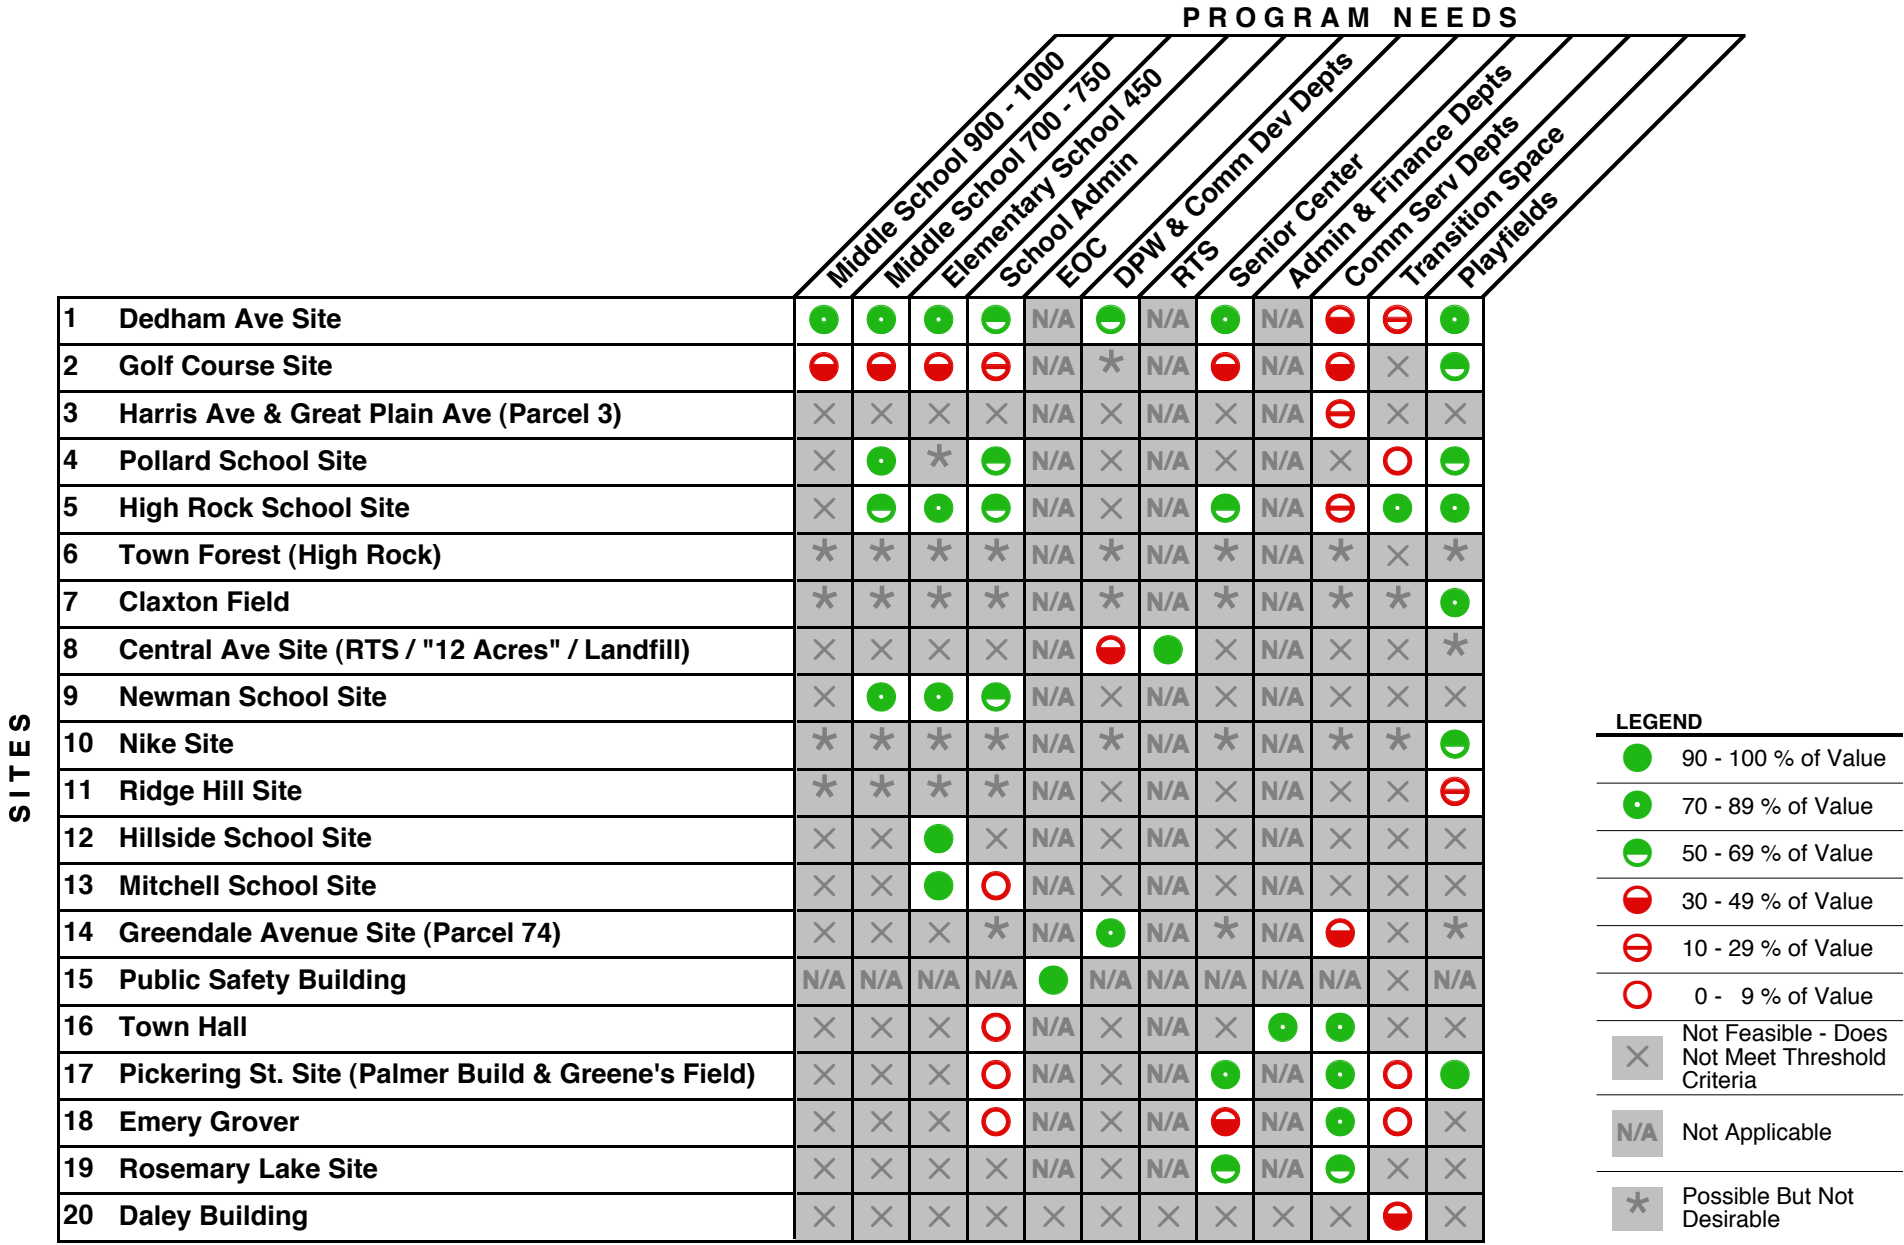 PROGRAM NEEDS
Middle School 900 - 1000
Middle School 700 - 750
Elementary School 450
School Admin
EOC
DPW & Comm Dev Depts
RTS
Senior Center
Admin & Finance Depts
Comm Serv Depts
Transition Space
Playfields
SITES
1 Dedham Ave Site N/A N/A N/A
2 Golf Course Site N/A * N/A N/A
3 Harris Ave & Great Plain Ave (Parcel 3) N/A N/A N/A
4 Pollard School Site * N/A N/A N/A
5 High Rock School Site N/A N/A N/A
6 Town Forest (High Rock) * * * * N/A * N/A * N/A * *
7 Claxton Field * * * * N/A * N/A * N/A * *
8 Central Ave Site (RTS / "12 Acres" / Landfill) N/A N/A *
9 Newman School Site N/A N/A N/A
10 Nike Site * * * * N/A * N/A * N/A * *
11 Ridge Hill Site * * * * N/A N/A N/A
12 Hillside School Site N/A N/A N/A
13 Mitchell School Site N/A N/A N/A
14 Greendale Avenue Site (Parcel 74) * N/A N/A * N/A *
15 Public Safety Building N/A N/A N/A N/A N/A N/A N/A N/A N/A N/A
16 Town Hall N/A N/A
17 Pickering St. Site (Palmer Build & Greene's Field) N/A N/A N/A
18 Emery Grover N/A N/A N/A
19 Rosemary Lake Site N/A N/A N/A
20 Daley Building
LEGEND
90 - 100 % of Value
70 - 89 % of Value
50 - 69 % of Value
30 - 49 % of Value
10 - 29 % of Value
0 - 9 % of Value
Not Feasible - Does
Not Meet Threshold
Criteria
N/A Not Applicable
* Possible But Not
Desirable